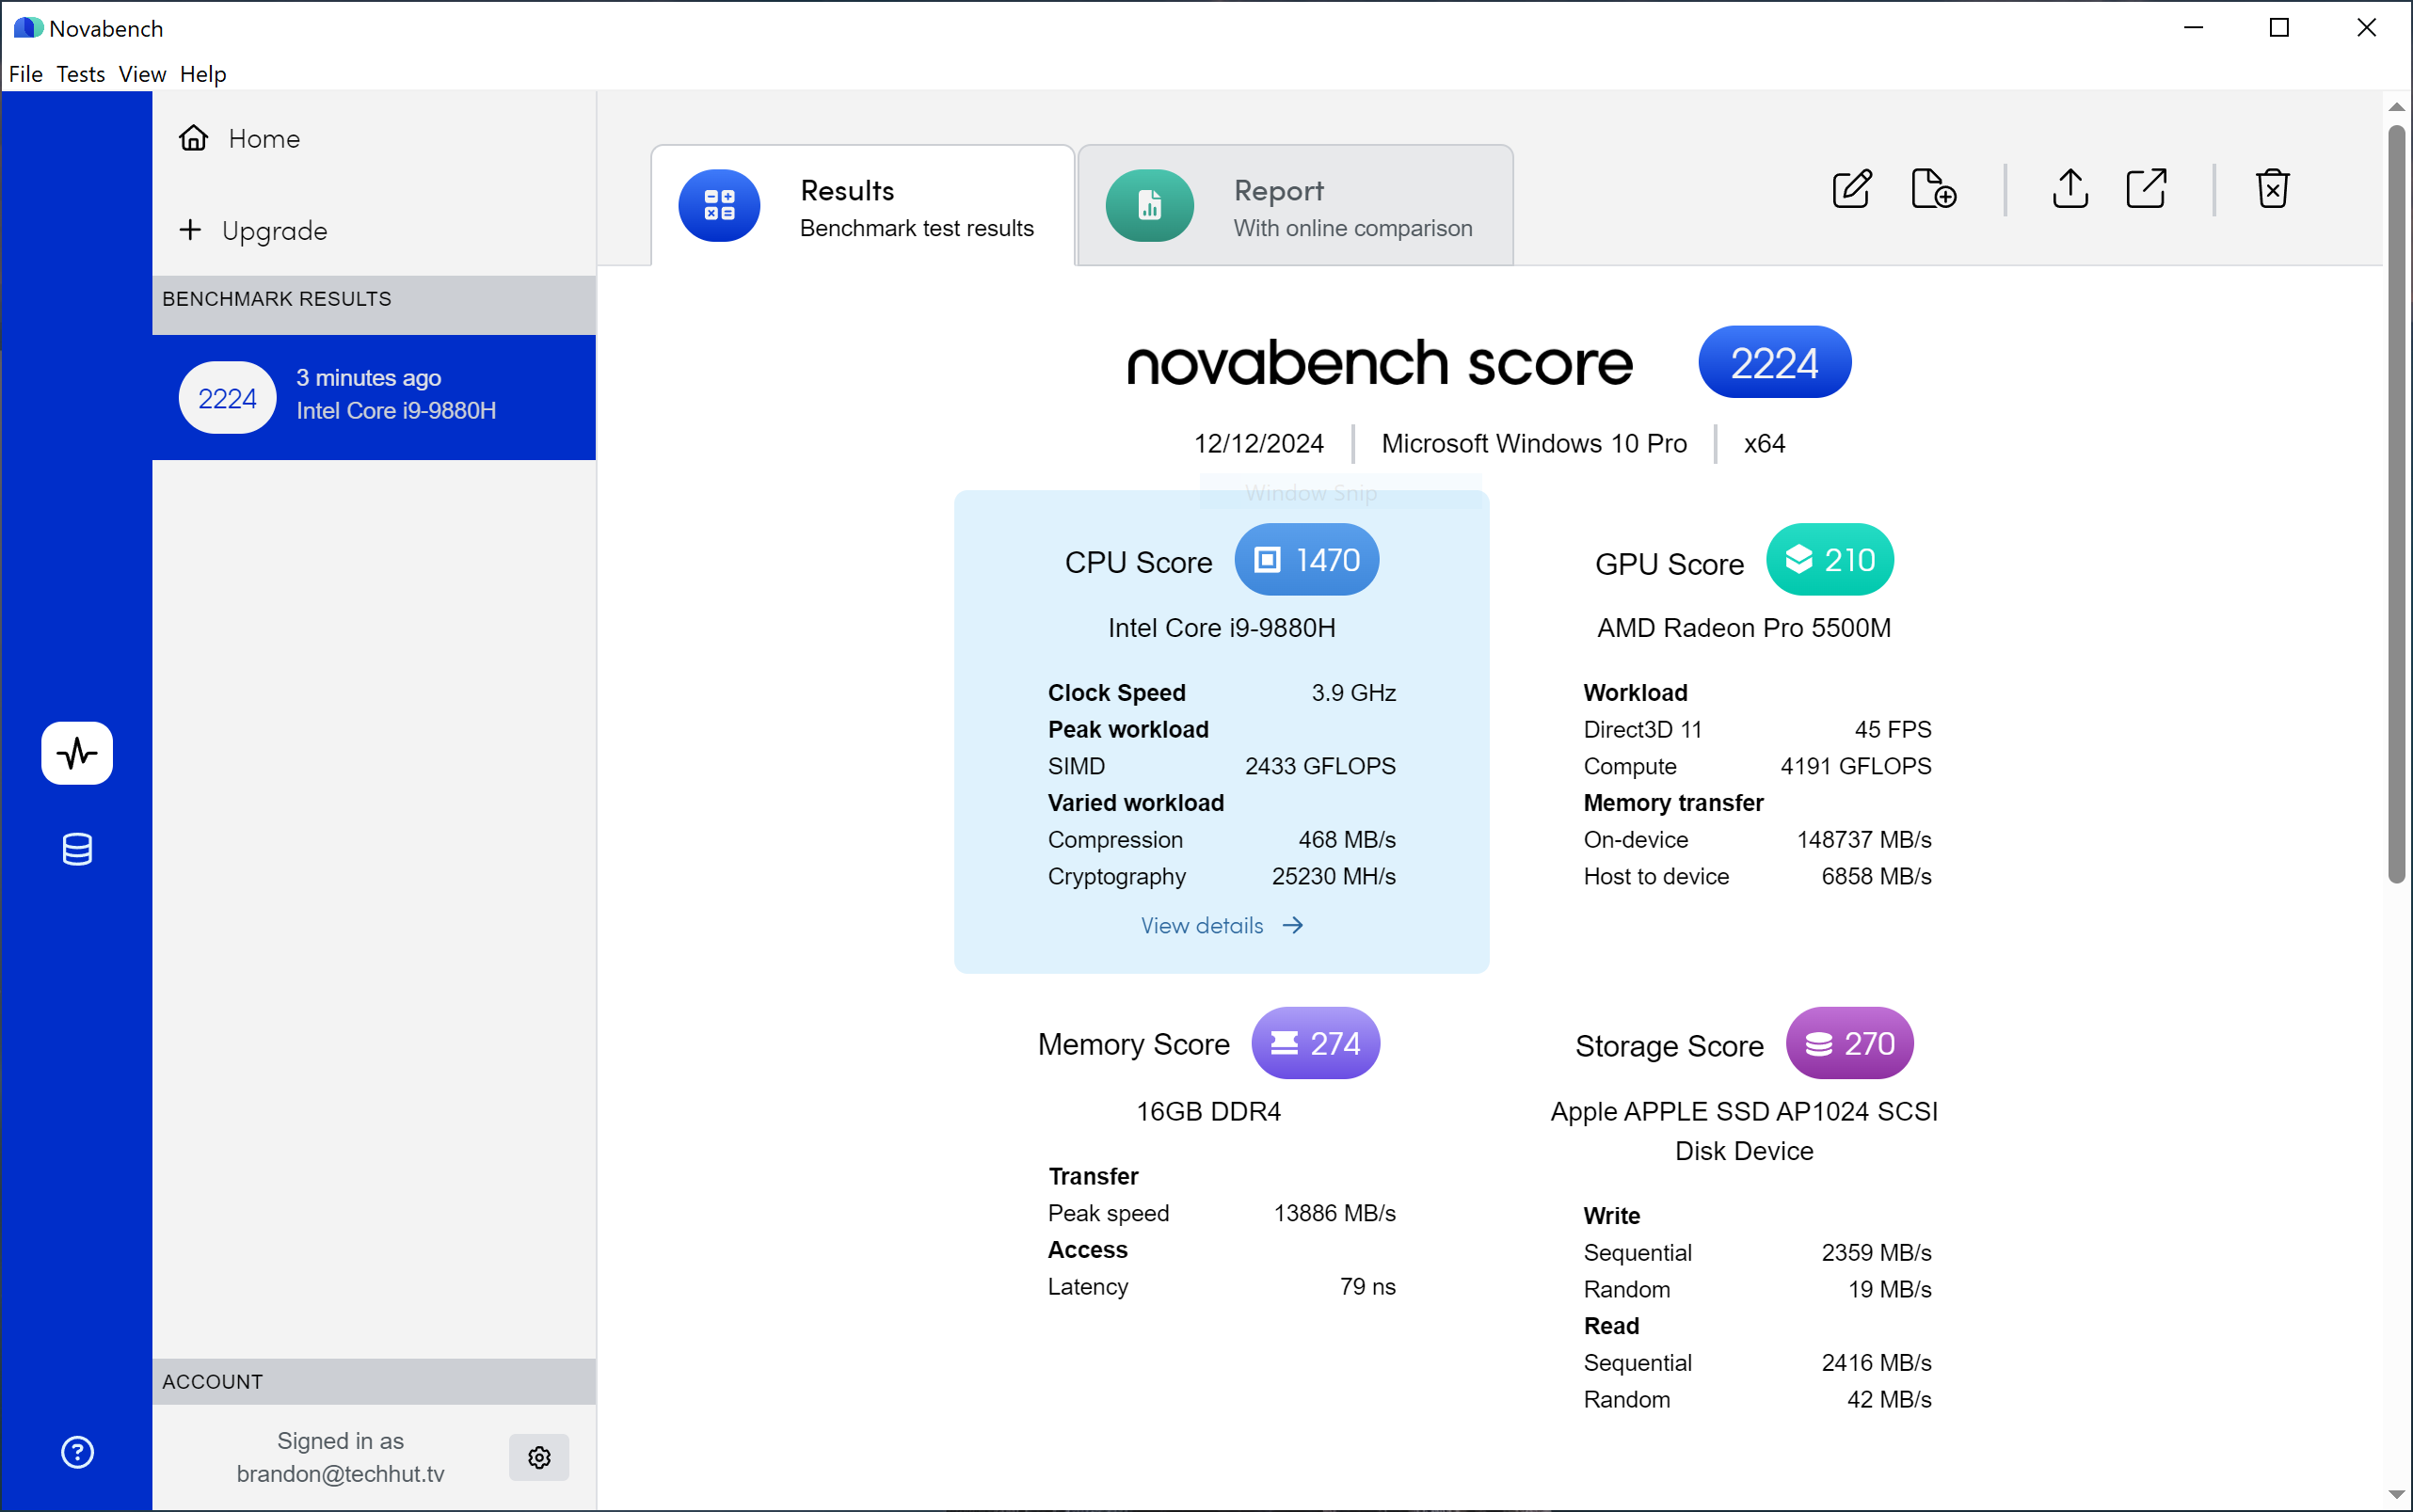 Novabench
File Tests View Help
Home
Upgrade
BENCHMARK RESULTS
2224
3 minutes ago
Intel Core i9-9880H
ACCOUNT
Signed in as
brandon@techhut.tv
Results
Benchmark test results
Report
With online comparison
novabench score 2224
12/12/2024 Microsoft Windows 10 Pro x64
Window Snip
CPU Score 1470
Intel Core i9-9880H
Clock Speed 3.9 GHz
Peak workload
SIMD 2433 GFLOPS
Varied workload
Compression 468 MB/s
Cryptography 25230 MH/s
View details
GPU Score 210
AMD Radeon Pro 5500M
Workload
Direct3D 11 45 FPS
Compute 4191 GFLOPS
Memory transfer
On-device 148737 MB/s
Host to device 6858 MB/s
Memory Score 274
16GB DDR4
Transfer
Peak speed 13886 MB/s
Access
Latency 79 ns
Storage Score 270
Apple APPLE SSD AP1024 SCSI
Disk Device
Write
Sequential 2359 MB/s
Random 19 MB/s
Read
Sequential 2416 MB/s
Random 42 MB/s